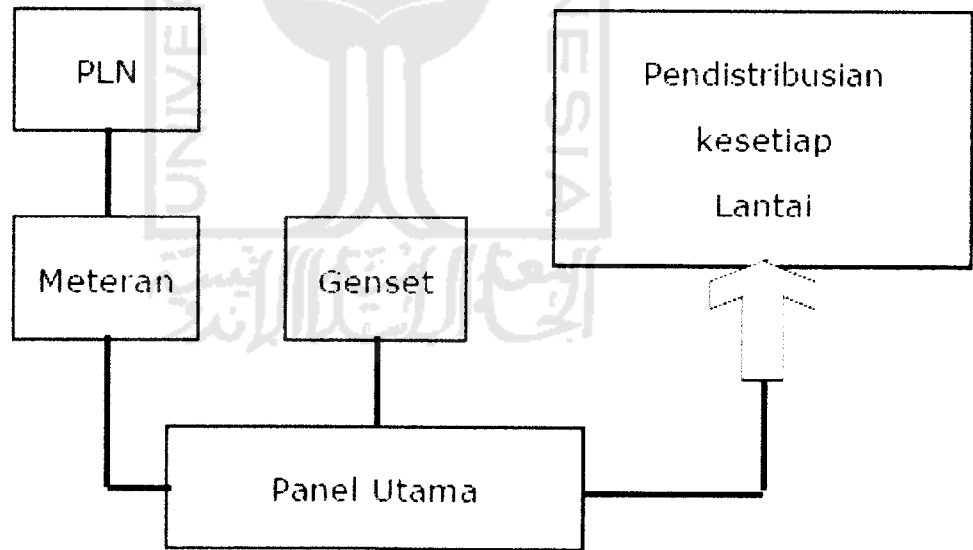 PLN
Pendistribusian
kesetiap
Lantai
Meteran
Genset
Panel Utama